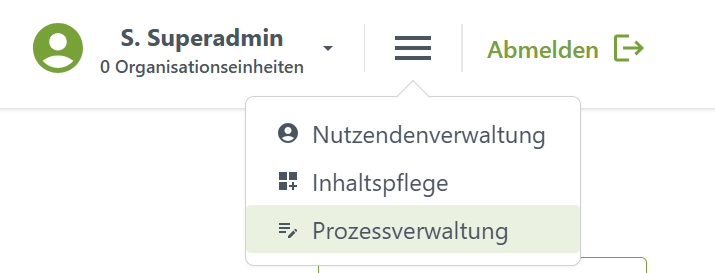 S. Superadmin
0 Organisationseinheiten
Abmelden
Nutzendenverwaltung
Inhaltspflege
Prozessverwaltung